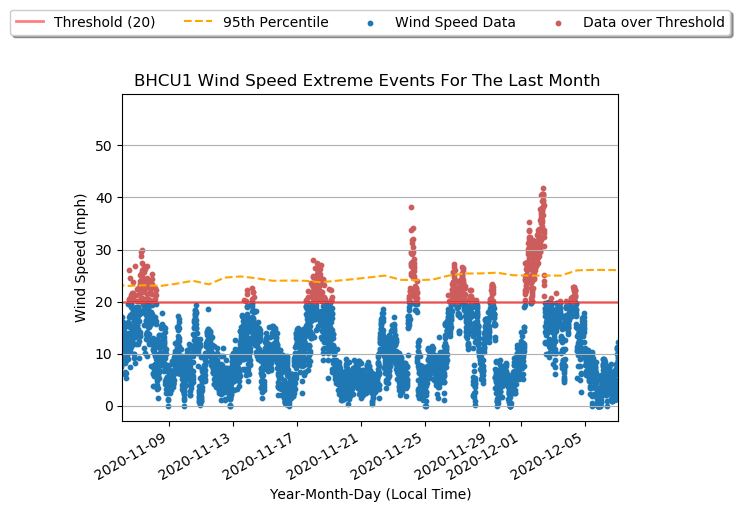 Threshold (20) 95th Percentile Wind Speed Data Data over Threshold
BHCU1 Wind Speed Extreme Events For The Last Month
Wind Speed (mph)
50
40
30
20
10
0
2020-11-09 2020-11-13 2020-11-17 2020-11-21 2020-11-25 2020-11-29 2020-12-01 2020-12-05
Year-Month-Day (Local Time)